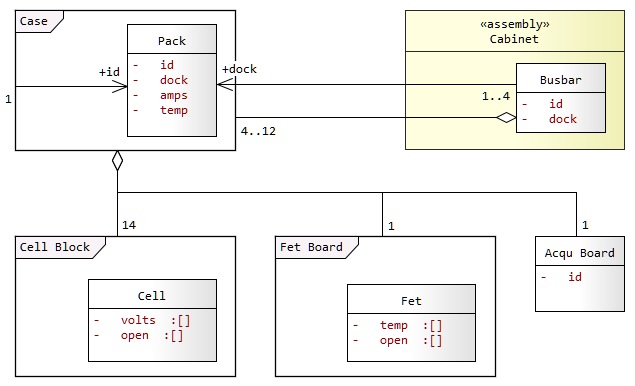 Case
Pack
- id
- dock
- amps
- temp
+id
1
+dock
4..12
«assembly»
Cabinet
Busbar
- id
- dock
1..4
14
1
1
Cell Block
Cell
- volts :[]
- open :[]
Fet Board
Fet
- temp :[]
- open :[]
Acqu Board
- id